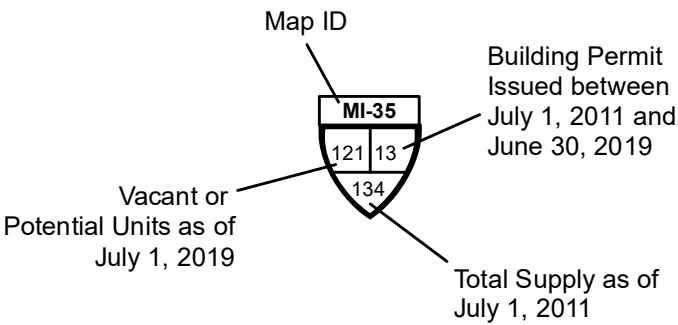 Map ID
Building Permit
Issued between
July 1, 2011 and
June 30, 2019
MI-35
121 13
134
Vacant or
Potential Units as of
July 1, 2019
Total Supply as of
July 1, 2011